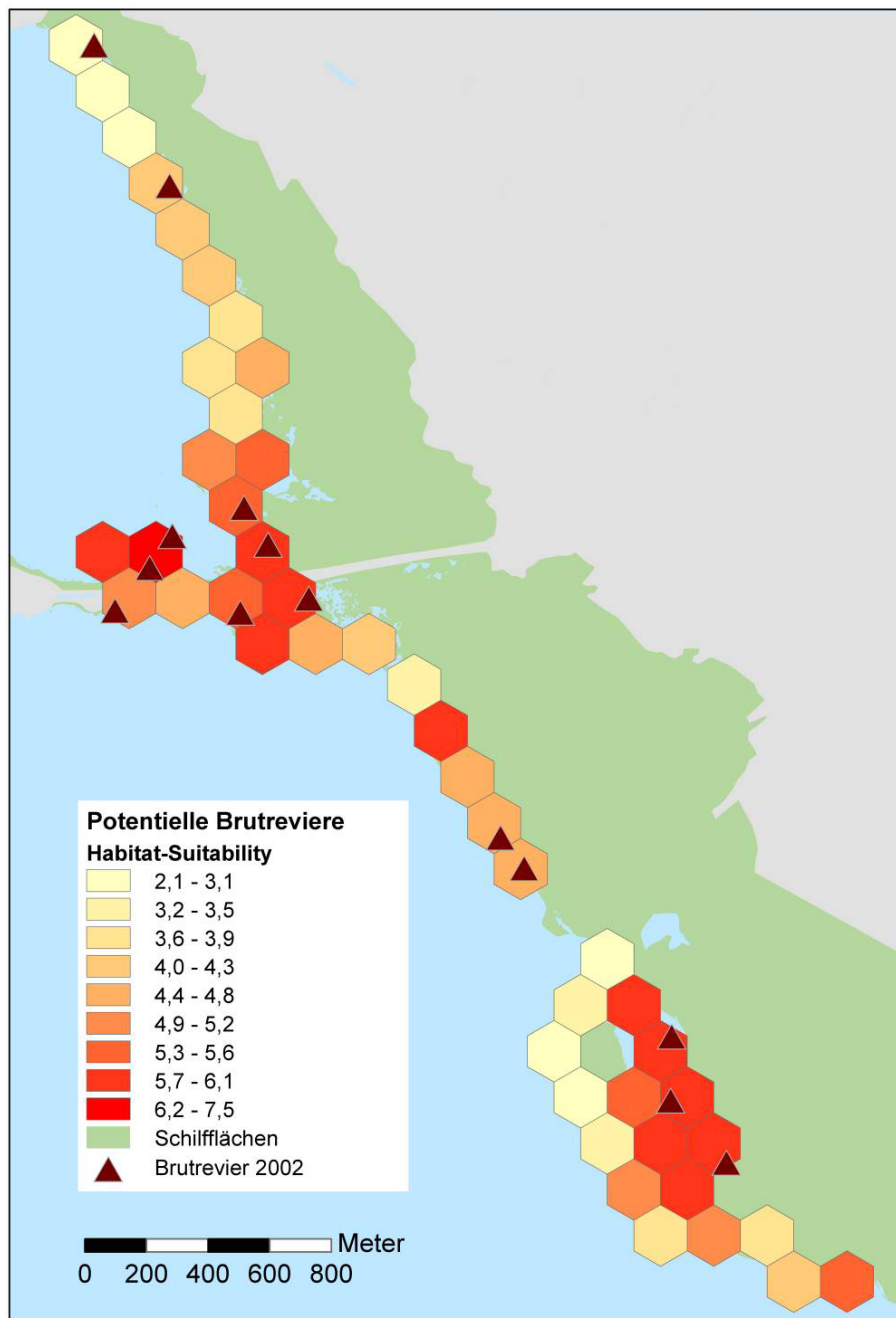 Potentielle Brutreviere
Habitat-Suitability
2,1 - 3,1
3,2 - 3,5
3,6 - 3,9
4,0 - 4,3
4,4 - 4,8
4,9 - 5,2
5,3 - 5,6
5,7 - 6,1
6,2 - 7,5
Schilfflächen
Brutrevier 2002
Meter
0 200 400 600 800